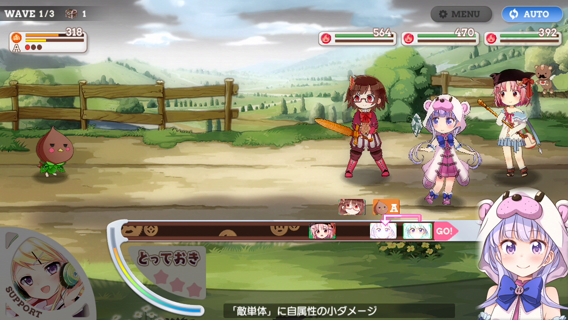 WAVE 1/3 1
MENU
AUTO
318
A
564
470
392
A
GO!
とっておき
SUPPORT
「敵単体」に自属性の小ダメージ